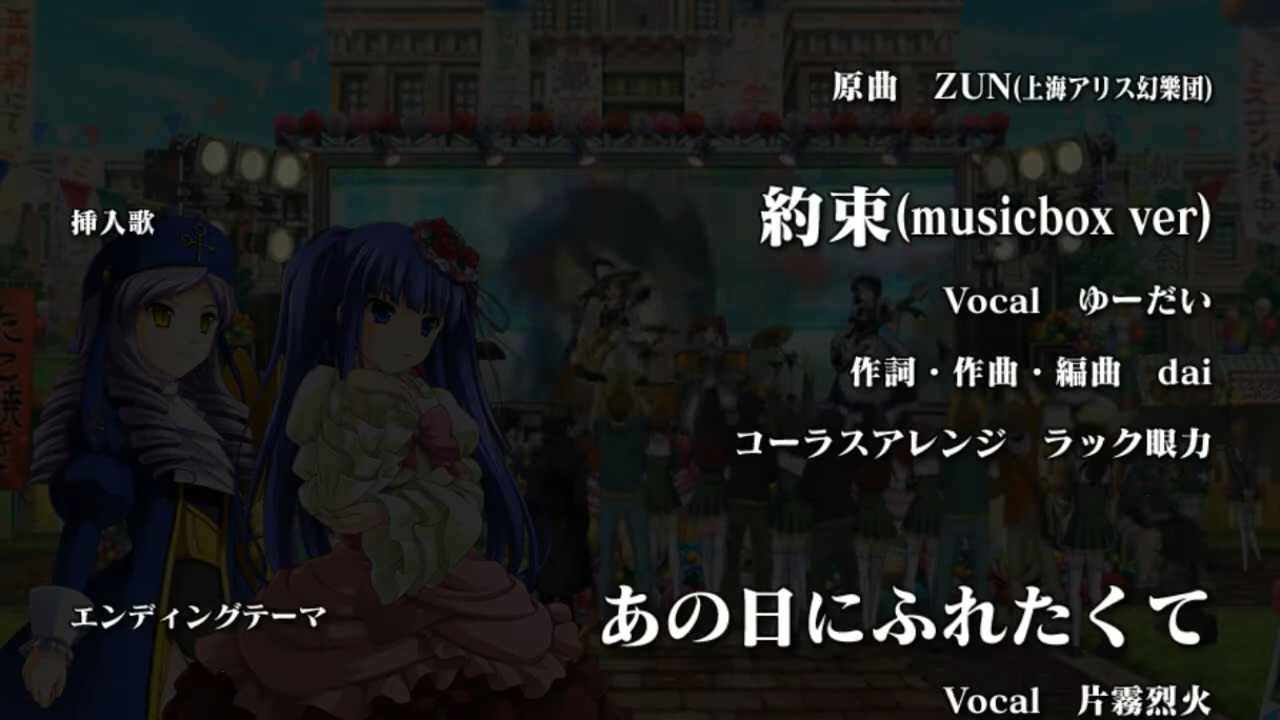 原曲　ZUN(上海アリス幻樂団)
挿入歌
約束(musicbox ver)
Vocal　ゆーだい
作詞・作曲・編曲　dai
コーラスアレンジ　ラック眼力
エンディングテーマ
あの日にふれたくて
Vocal　片霧烈火